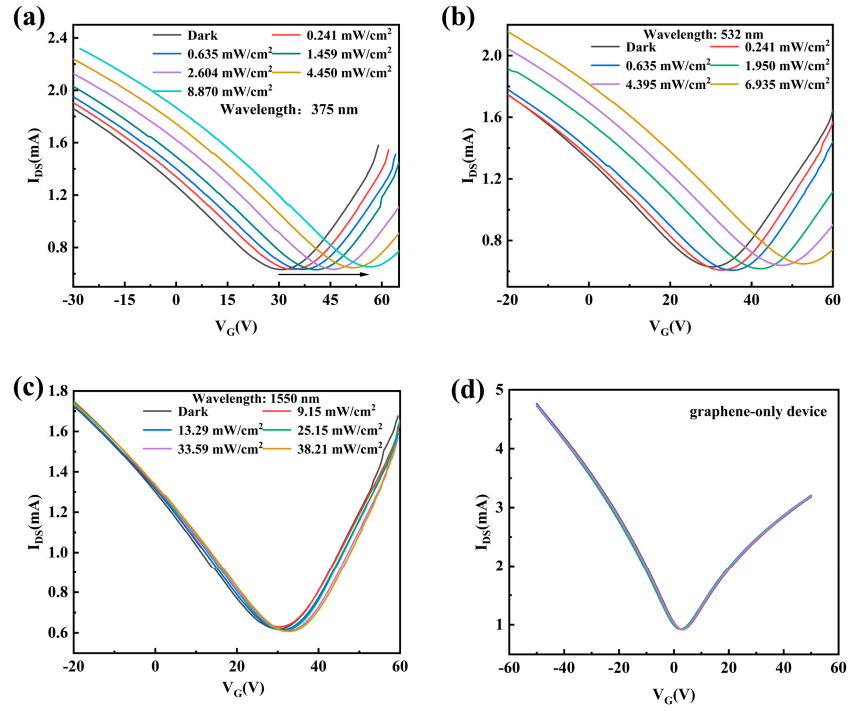 (a)
Dark 0.241 mW/cm²
0.635 mW/cm² 1.459 mW/cm²
2.604 mW/cm² 4.450 mW/cm²
8.870 mW/cm²
Wavelength：375 nm
2.4
2.0
1.6
1.2
0.8
0.4
I_DS(mA)
-30 -15 0 15 30 45 60
V_G(V)
(b)
Wavelength: 532 nm
Dark 0.241 mW/cm²
0.635 mW/cm² 1.950 mW/cm²
4.395 mW/cm² 6.935 mW/cm²
2.0
1.6
1.2
0.8
0.4
I_DS(mA)
-20 0 20 40 60
V_G(V)
(c)
Wavelength: 1550 nm
Dark 9.15 mW/cm²
13.29 mW/cm² 25.15 mW/cm²
33.59 mW/cm² 38.21 mW/cm²
1.8
1.6
1.4
1.2
1.0
0.8
0.6
I_DS(mA)
-20 0 20 40 60
V_G(V)
(d)
graphene-only device
5
4
3
2
1
I_DS(mA)
-60 -40 -20 0 20 40 60
V_G(V)